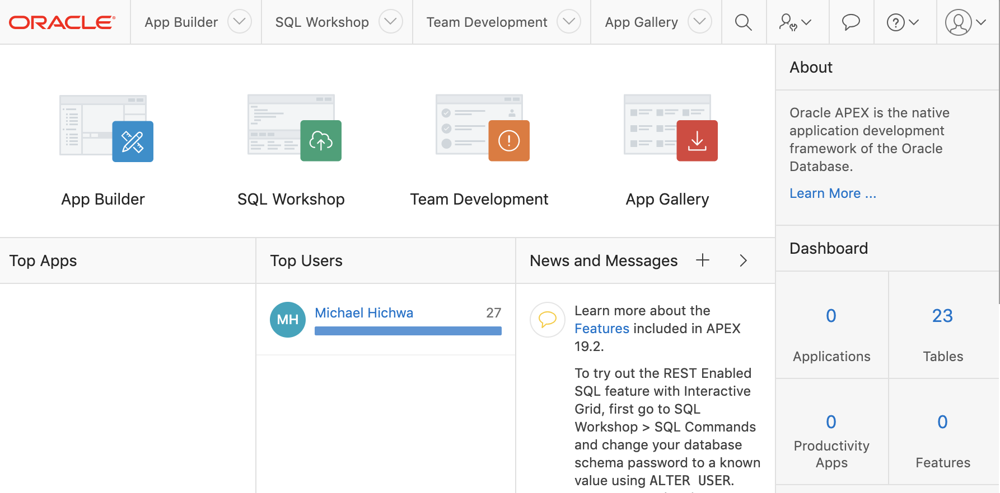 ORACLE®
App Builder
SQL Workshop
Team Development
App Gallery
?
App Builder
SQL Workshop
Team Development
App Gallery
Top Apps
Top Users
MH
Michael Hichwa
27
News and Messages
Learn more about the
Features included in APEX
19.2.
To try out the REST Enabled
SQL feature with Interactive
Grid, first go to SQL
Workshop > SQL Commands
and change your database
schema password to a known
value using ALTER USER.
About
Oracle APEX is the native
application development
framework of the Oracle
Database.
Learn More ...
Dashboard
0
Applications
23
Tables
0
Productivity
Apps
0
Features